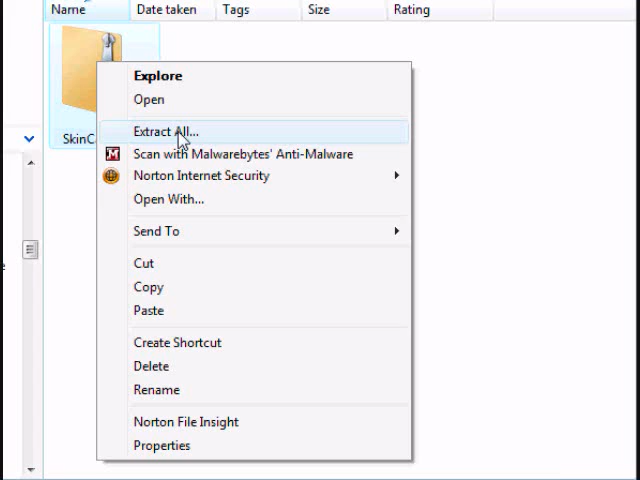 Name Date taken Tags Size Rating
SkinC
Explore
Open
Extract All...
Scan with Malwarebytes' Anti-Malware
Norton Internet Security
Open With...
Send To
Cut
Copy
Paste
Create Shortcut
Delete
Rename
Norton File Insight
Properties